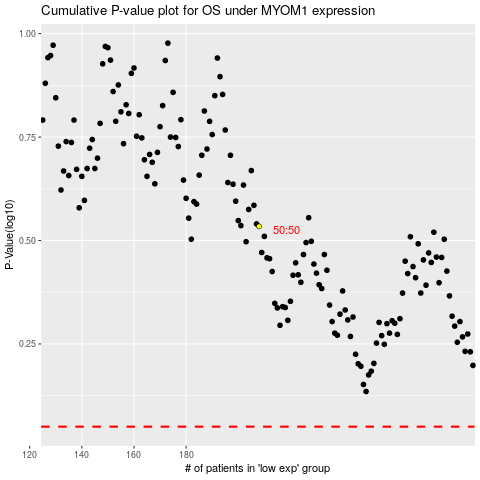 Cumulative P-value plot for OS under MYOM1 expression
P-Value(log10)
1.00
0.75
0.50
0.25
50:50
120 140 160 180
# of patients in 'low exp' group